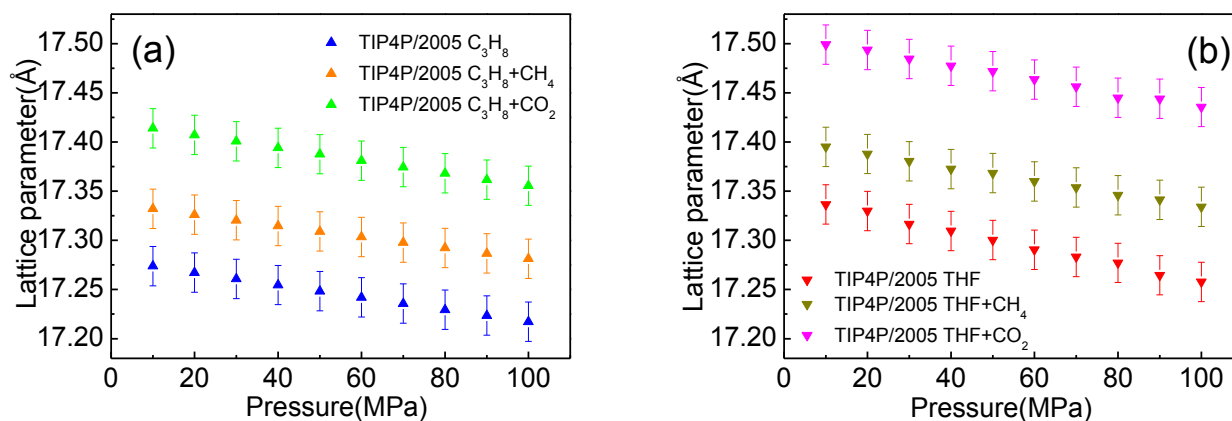 (a)
TIP4P/2005 C₃H₈
TIP4P/2005 C₃H₈+CH₄
TIP4P/2005 C₃H₈+CO₂
17.50
17.45
17.40
17.35
17.30
17.25
17.20
Lattice parameter(Å)
0 20 40 60 80 100
Pressure(MPa)
(b)
17.50
17.45
17.40
17.35
17.30
17.25
17.20
Lattice parameter(Å)
TIP4P/2005 THF
TIP4P/2005 THF+CH₄
TIP4P/2005 THF+CO₂
0 20 40 60 80 100
Pressure(MPa)